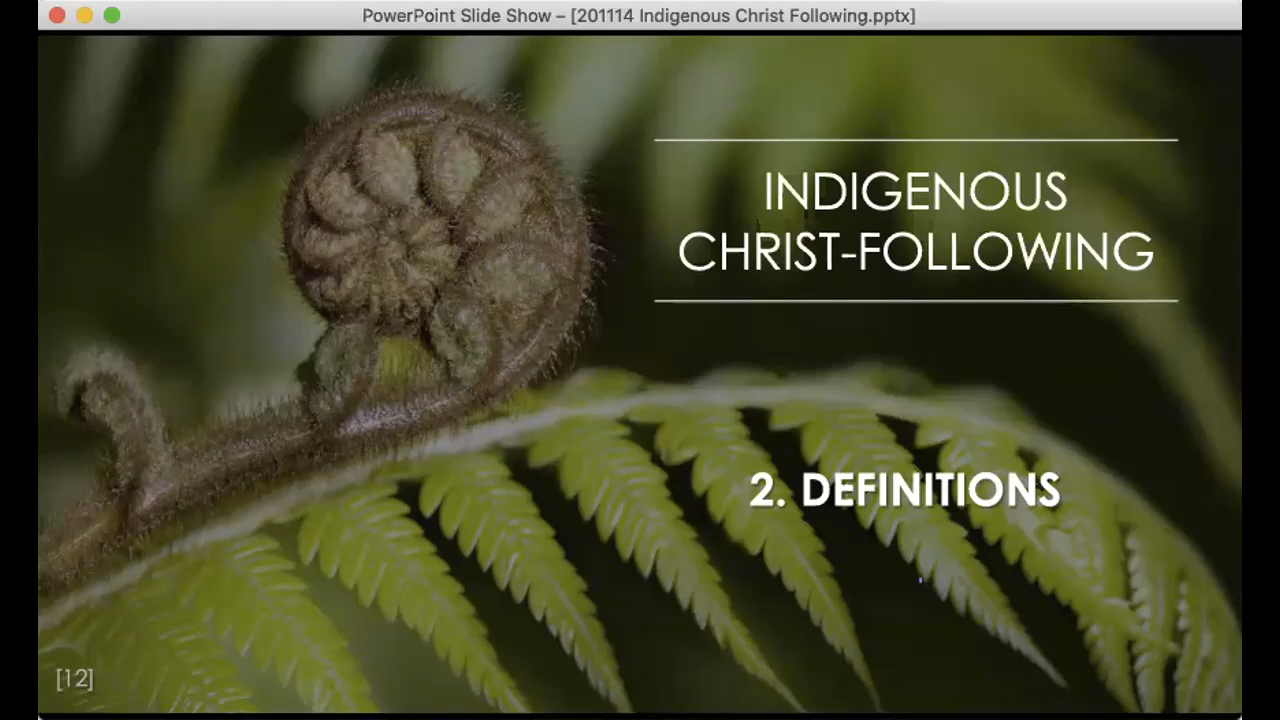 PowerPoint Slide Show – [201114 Indigenous Christ Following.pptx]
INDIGENOUS
CHRIST-FOLLOWING
2. DEFINITIONS
[12]